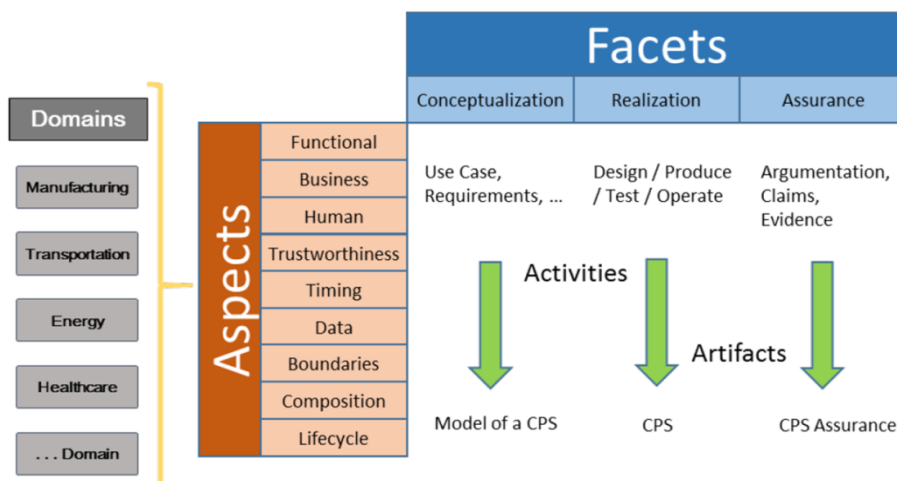 Domains
Manufacturing
Transportation
Energy
Healthcare
. . . Domain
Aspects
Functional
Business
Human
Trustworthiness
Timing
Data
Boundaries
Composition
Lifecycle
Facets
Conceptualization
Realization
Assurance
Use Case,
Requirements, ...
Design / Produce
/ Test / Operate
Argumentation,
Claims,
Evidence
Activities
Artifacts
Model of a CPS
CPS
CPS Assurance